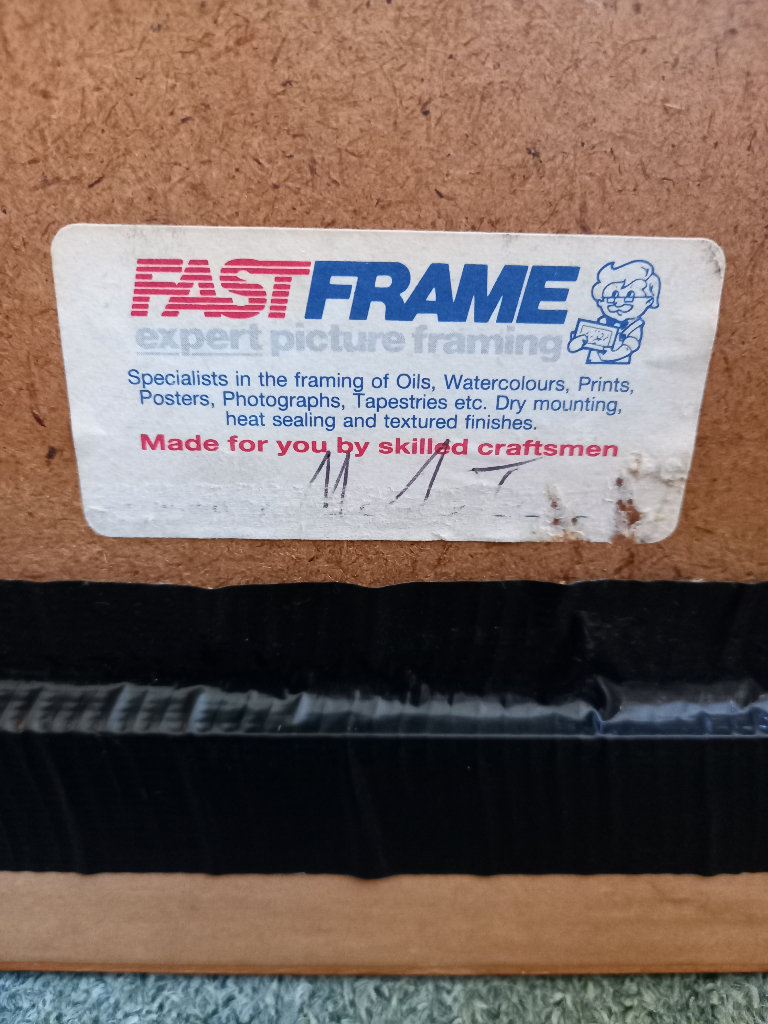 FASTFRAME
expert picture framing
Specialists in the framing of Oils, Watercolours, Prints,
Posters, Photographs, Tapestries etc. Dry mounting,
heat sealing and textured finishes.
Made for you by skilled craftsmen